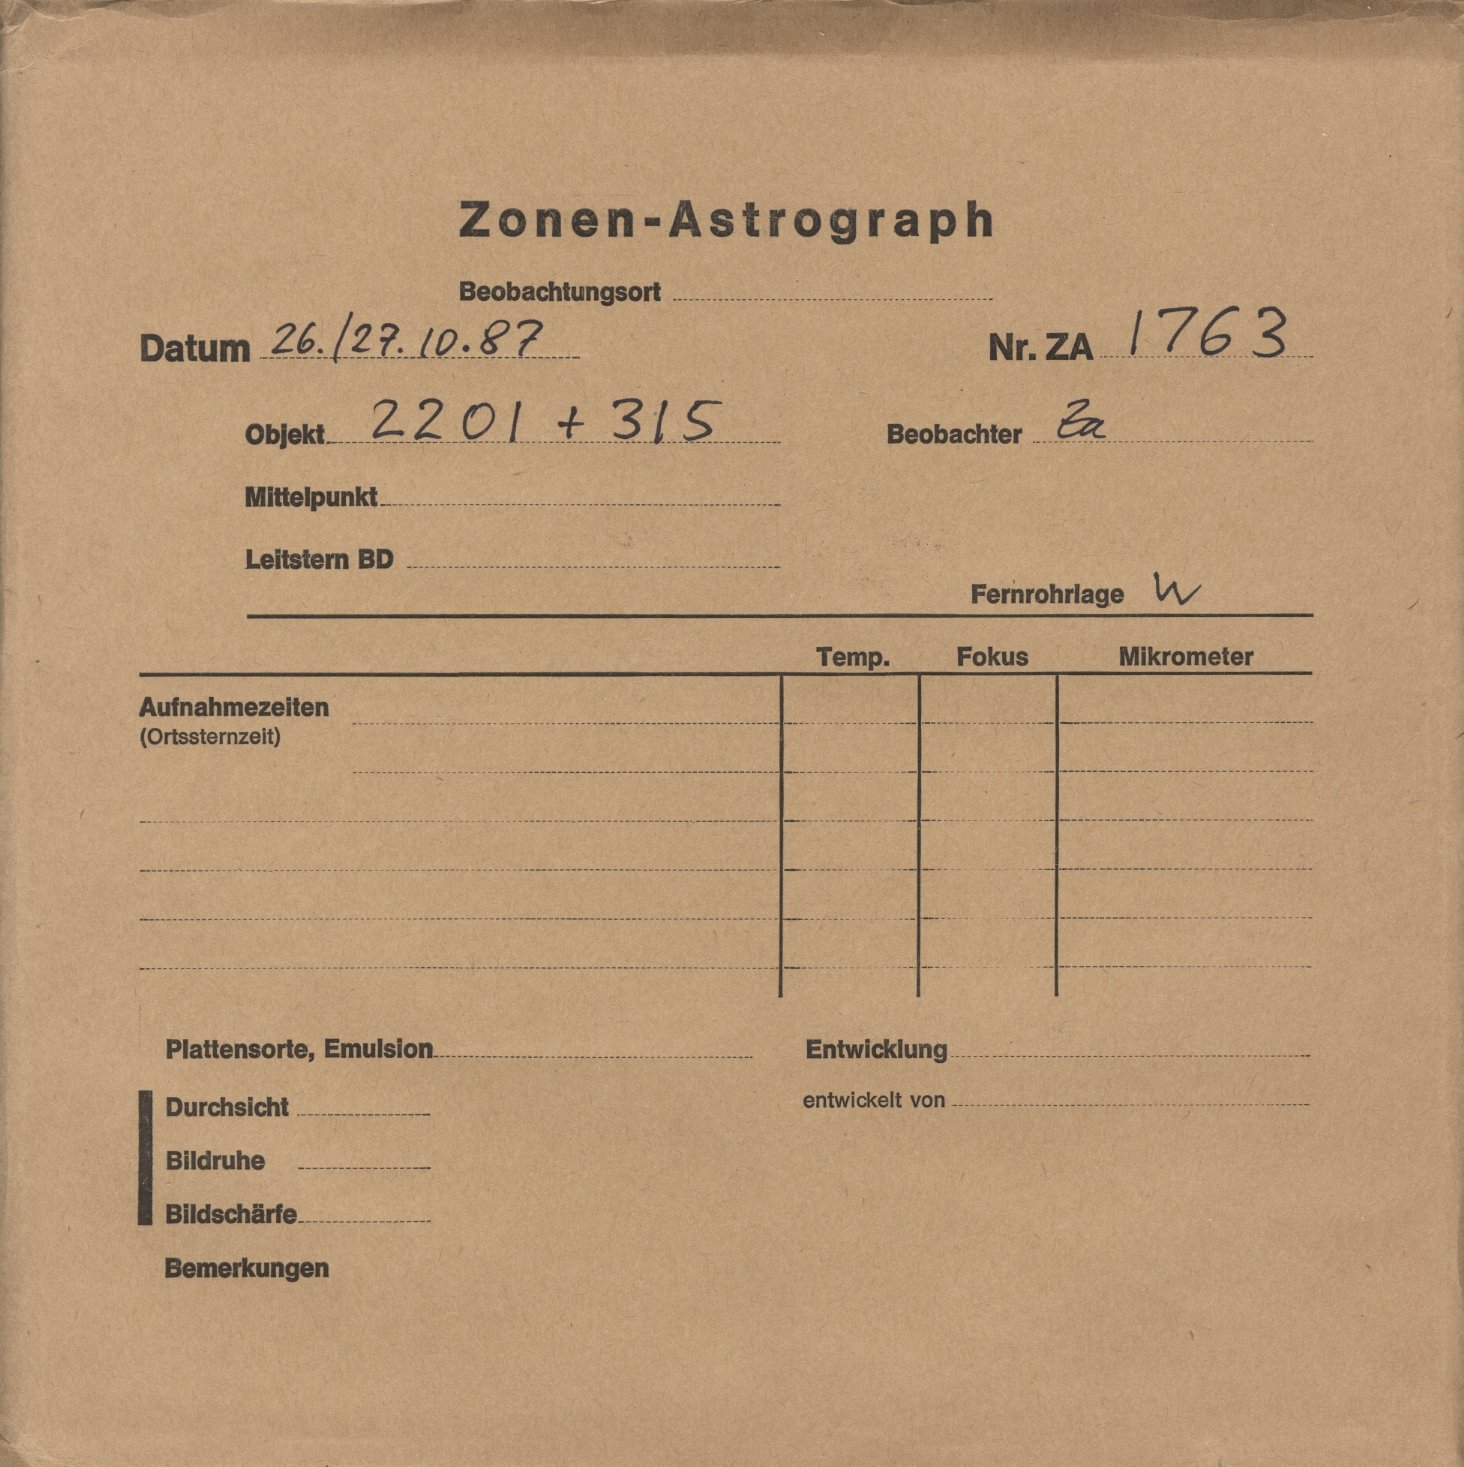 Zonen-Astrograph
Beobachtungsort
Datum 26./27.10.87 Nr. ZA 1763
Objekt 2201 + 315 Beobachter Za
Mittelpunkt
Leitstern BD
Fernrohrlage W
Temp. Fokus Mikrometer
Aufnahmezeiten
(Ortssternzeit)
Plattensorte, Emulsion Entwicklung
Durchsicht entwickelt von
Bildruhe
Bildschärfe
Bemerkungen